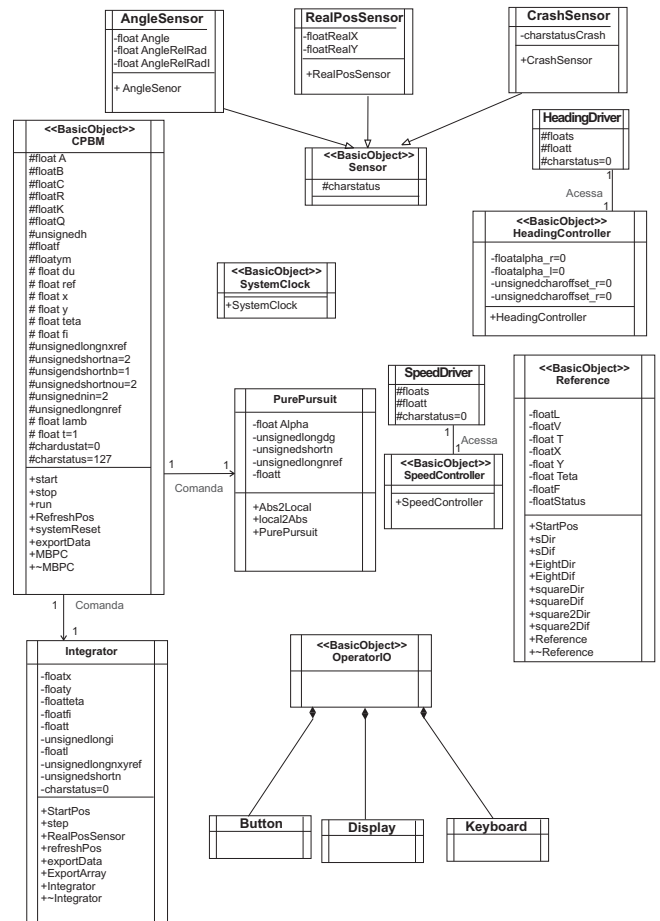 AngleSensor
-float Angle
-float AngleRelRad
-float AngleRelRadl
+ AngleSenor
RealPosSensor
-floatRealX
-floatRealY
+RealPosSensor
CrashSensor
-charstatusCrash
+CrashSensor
<<BasicObject>>
Sensor
#charstatus
HeadingDriver
#floats
#floatt
#charstatus=0
1
Acessa
1
<<BasicObject>>
HeadingController
-floatalpha_r=0
-floatalpha_l=0
-unsignedcharoffset_r=0
-unsignedcharoffset_r=0
+HeadingController
<<BasicObject>>
CPBM
#float A
#floatB
#floatC
#floatR
#floatK
#floatQ
#unsignedh
#floatf
#floatym
# float du
# float ref
# float x
# float y
# float teta
# float fi
#unsignedlongnxref
#unsignedshortna=2
#unsigendshortnb=1
#unsignedshortnou=2
#unsignednin=2
#unsignedlongnref
# float lamb
# float t=1
#chardustat=0
#charstatus=127
+start
+stop
+run
+RefreshPos
+systemReset
+exportData
+MBPC
+~MBPC
<<BasicObject>>
SystemClock
+SystemClock
1
1
Comanda
PurePursuit
-float Alpha
-unsignedlongdg
-unsignedshortn
-unsignedlongnref
-floatt
+Abs2Local
+local2Abs
+PurePursuit
SpeedDriver
#floats
#floatt
#charstatus=0
1
Acessa
1
<<BasicObject>>
SpeedController
+SpeedController
<<BasicObject>>
Reference
-floatL
-floatV
-float T
-floatX
-float Y
-float Teta
-floatF
-floatStatus
+StartPos
+sDir
+sDif
+EightDir
+EightDif
+squareDir
+squareDif
+square2Dir
+square2Dif
+Reference
+~Reference
1
Comanda
1
Integrator
-floatx
-floaty
-floatteta
-floatfi
-floatt
-unsignedlongi
-floatl
-unsignedlongnxyref
-unsignedshortn
-charstatus=0
+StartPos
+step
+RealPosSensor
+refreshPos
+exportData
+ExportArray
+Integrator
+~Integrator
<<BasicObject>>
OperatorIO
Button
Display
Keyboard